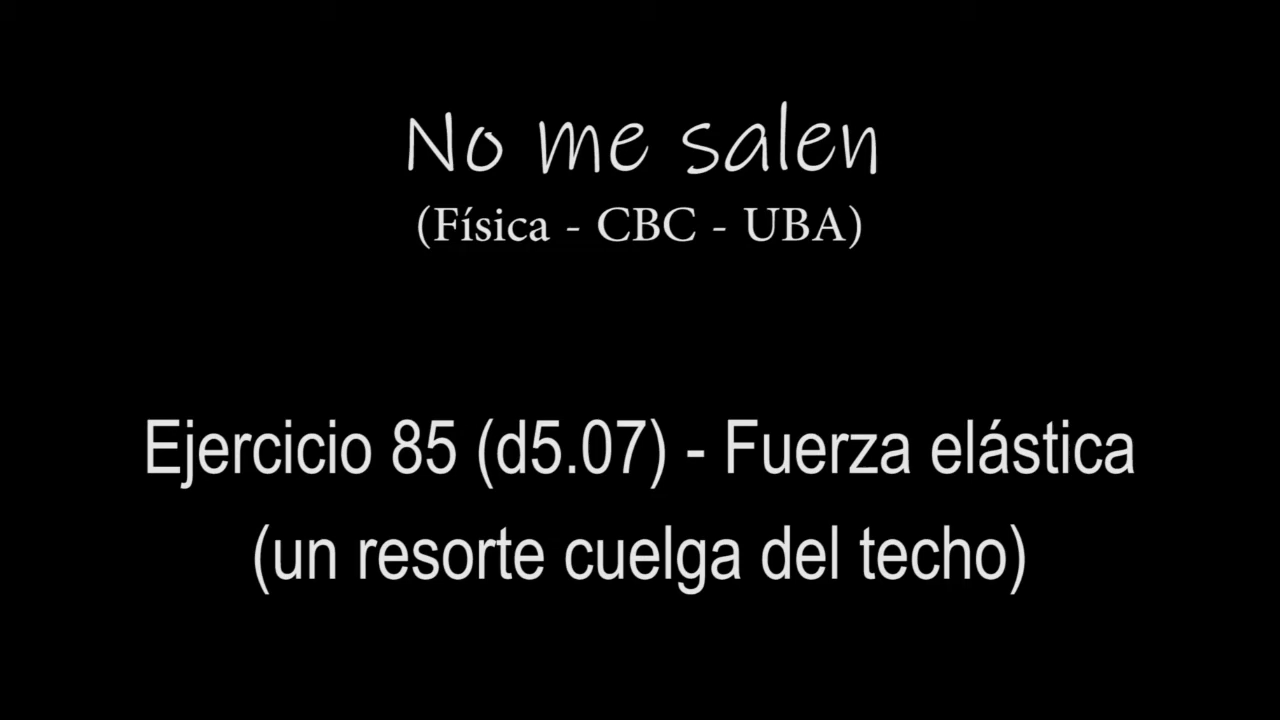 No me salen
(Física - CBC - UBA)
Ejercicio 85 (d5.07) - Fuerza elástica
(un resorte cuelga del techo)